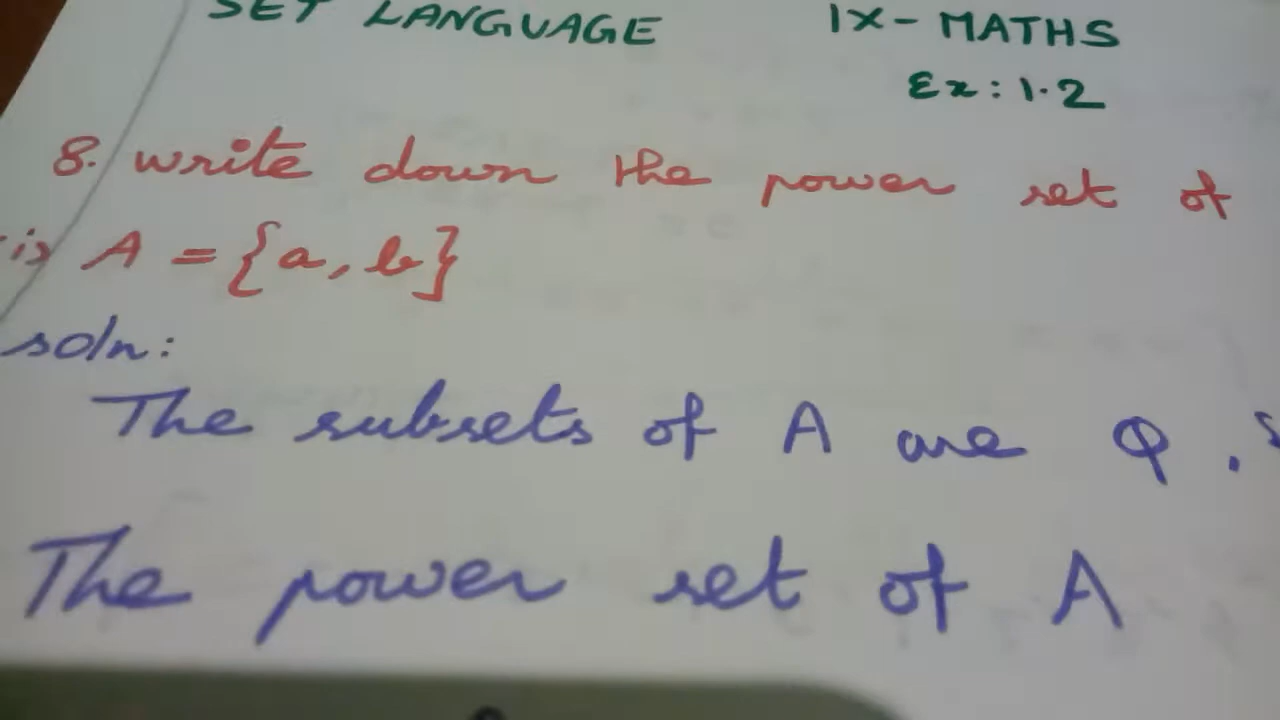 SET LANGUAGE IX-MATHS
Ex: 1.2
8. write down the power set of
is A = {a, b}
soln:
The subsets of A are φ,
The power set of A